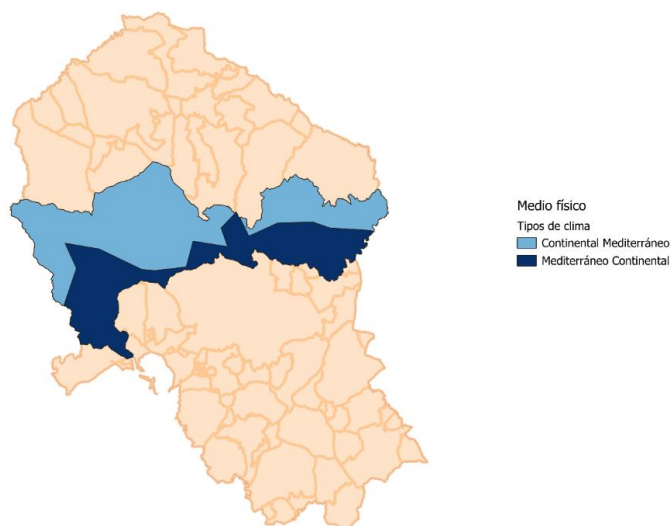 Medio físico
Tipos de clima
Continental Mediterráneo
Mediterráneo Continental